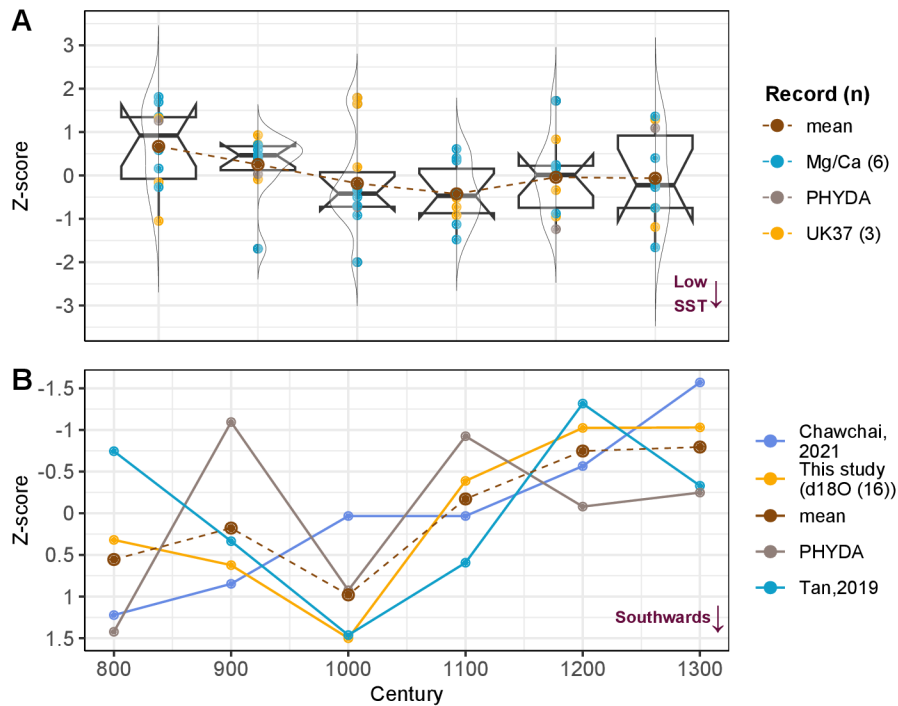 A
3
2
1
0
-1
-2
-3
Z-score
Low
SST
Record (n)
mean
Mg/Ca (6)
PHYDA
UK37 (3)
B
-1.5
-1
-0.5
0
0.5
1
1.5
Z-score
Southwards
800 900 1000 1100 1200 1300
Century
Chawchai,
2021
This study
(d18O (16))
mean
PHYDA
Tan,2019